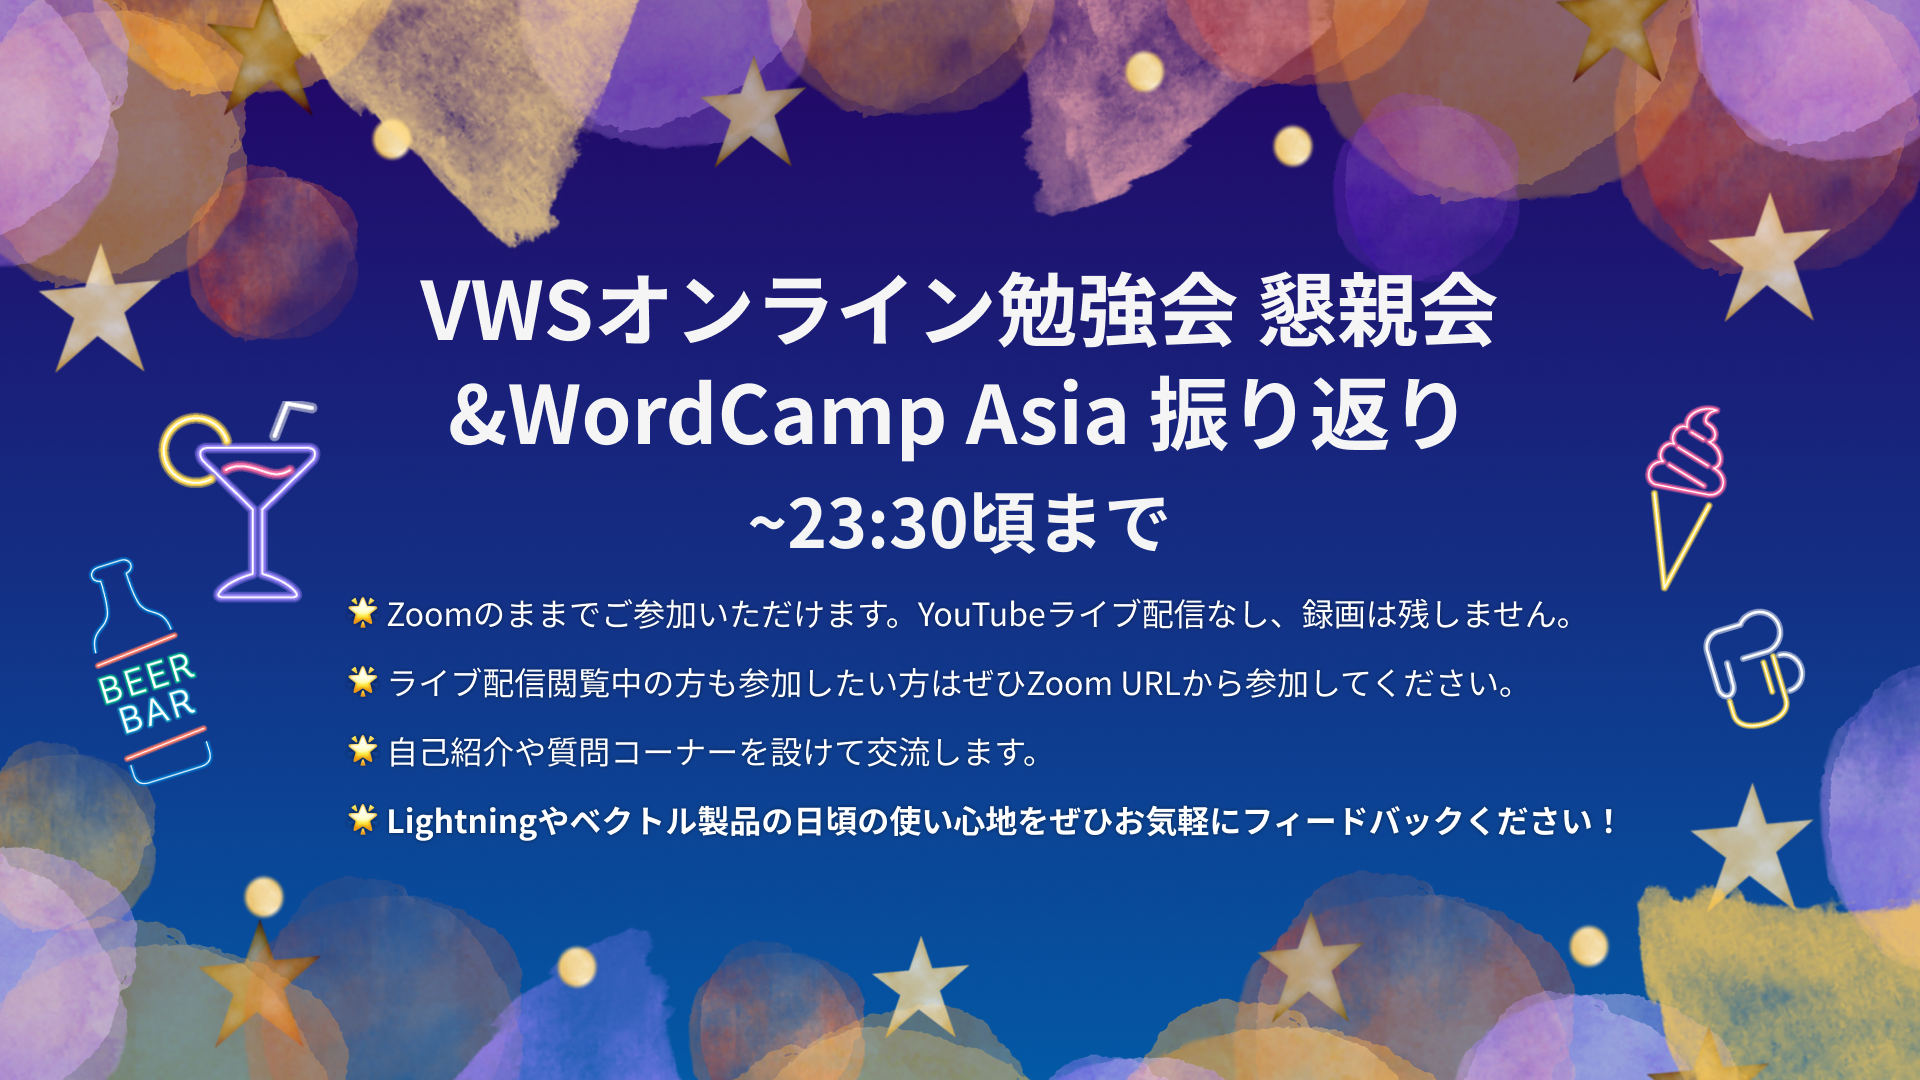 VWSオンライン勉強会 懇親会
&WordCamp Asia 振り返り
~23:30頃まで
🌟 Zoomのままでご参加いただけます。YouTubeライブ配信なし、録画は残しません。
🌟 ライブ配信閲覧中の方も参加したい方はぜひZoom URLから参加してください。
🌟 自己紹介や質問コーナーを設けて交流します。
🌟 Lightningやベクトル製品の日頃の使い心地をぜひお気軽にフィードバックください！
BEER
BAR